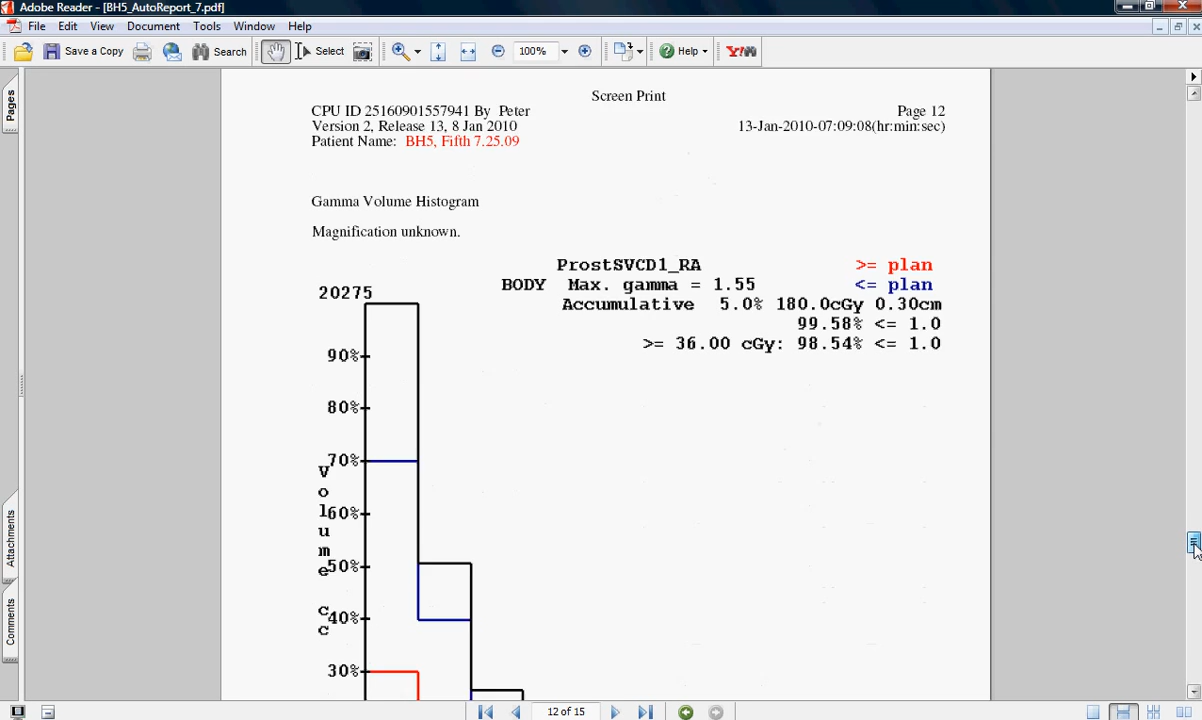 Adobe Reader - [BH5_AutoReport_7.pdf]
File Edit View Document Tools Window Help
Save a Copy Search Select 100% Help Y!
Pages
Attachments
Comments
Screen Print
CPU ID 25160901557941 By Peter Page 12
Version 2, Release 13, 8 Jan 2010 13-Jan-2010-07:09:08(hr:min:sec)
Patient Name: BH5, Fifth 7.25.09
Gamma Volume Histogram
Magnification unknown.
ProstSVCD1_RA >= plan
BODY Max. gamma = 1.55 <= plan
Accumulative 5.0% 180.0cGy 0.30cm
99.58% <= 1.0
>= 36.00 cGy: 98.54% <= 1.0
20275
90%
80%
70%
60%
50%
40%
30%
Volume cc
12 of 15